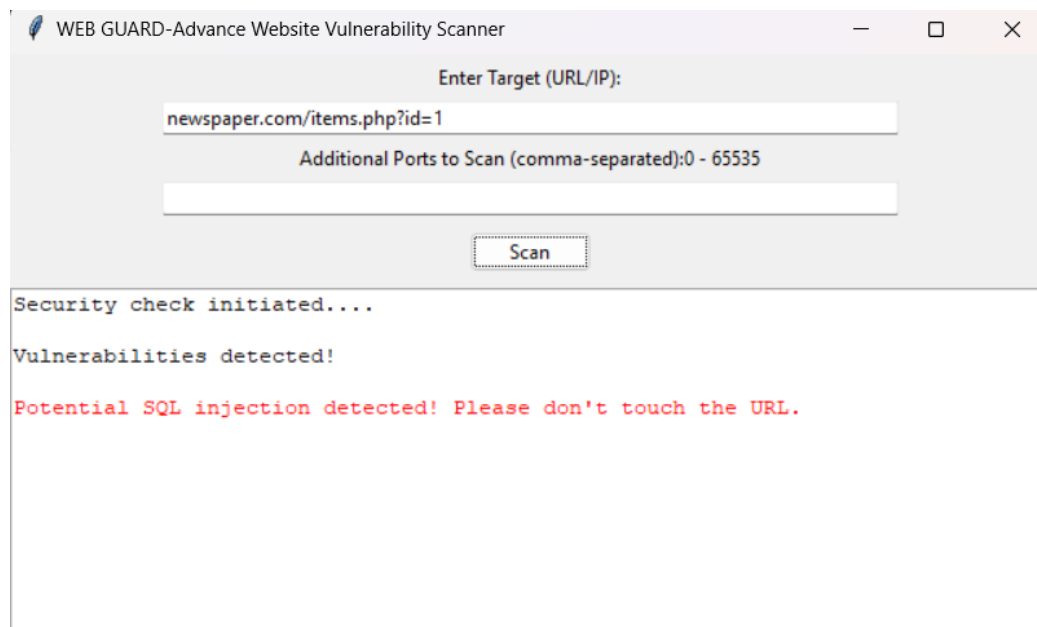 WEB GUARD-Advance Website Vulnerability Scanner
Enter Target (URL/IP):
newspaper.com/items.php?id=1
Additional Ports to Scan (comma-separated):0 - 65535
Scan
Security check initiated....
Vulnerabilities detected!
Potential SQL injection detected! Please don't touch the URL.